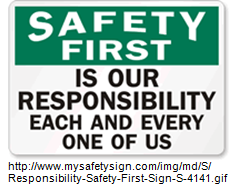 SAFETY
FIRST
IS OUR
RESPONSIBILITY
EACH AND EVERY
ONE OF US
http://www.mysafetysign.com/img/md/S/
Responsibility-Safety-First-Sign-S-4141.gif